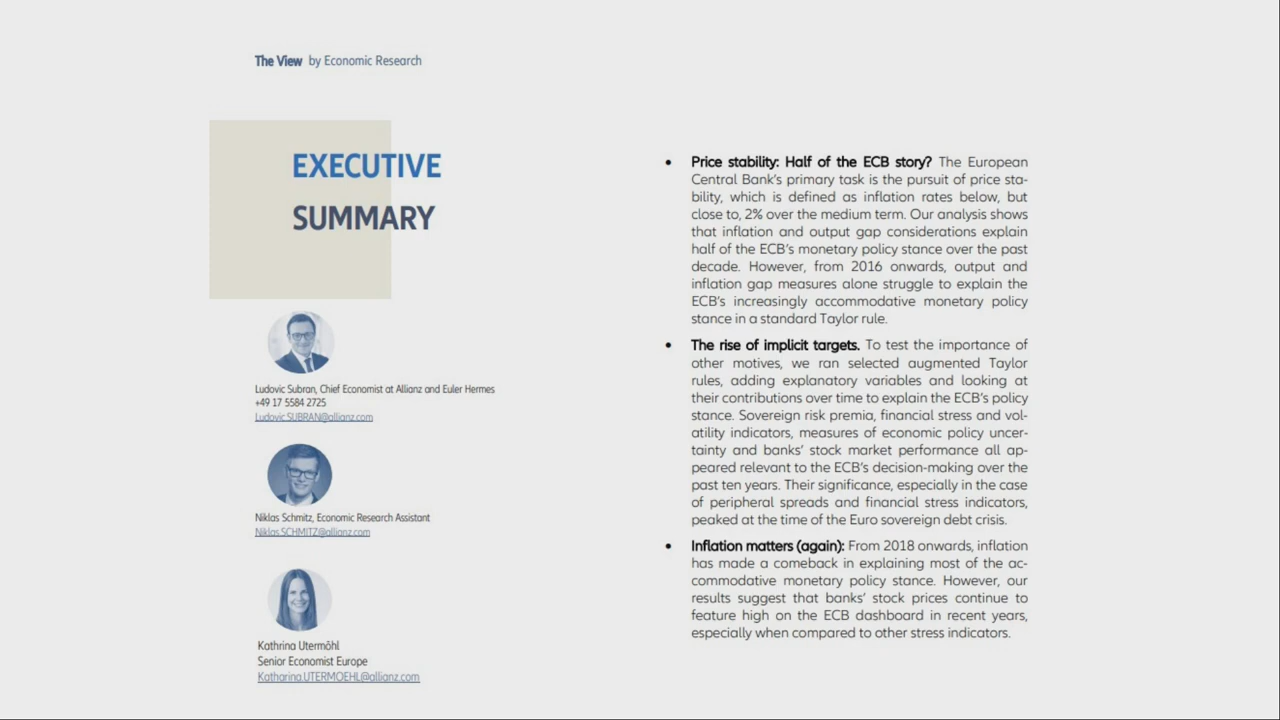 The View by Economic Research
EXECUTIVE
SUMMARY
Ludovic Subran, Chief Economist at Allianz and Euler Hermes
+49 17 5584 2725
Ludovic.SUBRAN@allianz.com
Niklas Schmitz, Economic Research Assistant
Niklas.SCHMITZ@allianz.com
Kathrina Utermöhl
Senior Economist Europe
Katharina.UTERMOEHL@allianz.com
• Price stability: Half of the ECB story? The European
Central Bank's primary task is the pursuit of price sta-
bility, which is defined as inflation rates below, but
close to, 2% over the medium term. Our analysis shows
that inflation and output gap considerations explain
half of the ECB's monetary policy stance over the past
decade. However, from 2016 onwards, output and
inflation gap measures alone struggle to explain the
ECB's increasingly accommodative monetary policy
stance in a standard Taylor rule.
• The rise of implicit targets. To test the importance of
other motives, we ran selected augmented Taylor
rules, adding explanatory variables and looking at
their contributions over time to explain the ECB's policy
stance. Sovereign risk premia, financial stress and vol-
atility indicators, measures of economic policy uncer-
tainty and banks' stock market performance all ap-
peared relevant to the ECB's decision-making over the
past ten years. Their significance, especially in the case
of peripheral spreads and financial stress indicators,
peaked at the time of the Euro sovereign debt crisis.
• Inflation matters (again): From 2018 onwards, inflation
has made a comeback in explaining most of the ac-
commodative monetary policy stance. However, our
results suggest that banks' stock prices continue to
feature high on the ECB dashboard in recent years,
especially when compared to other stress indicators.